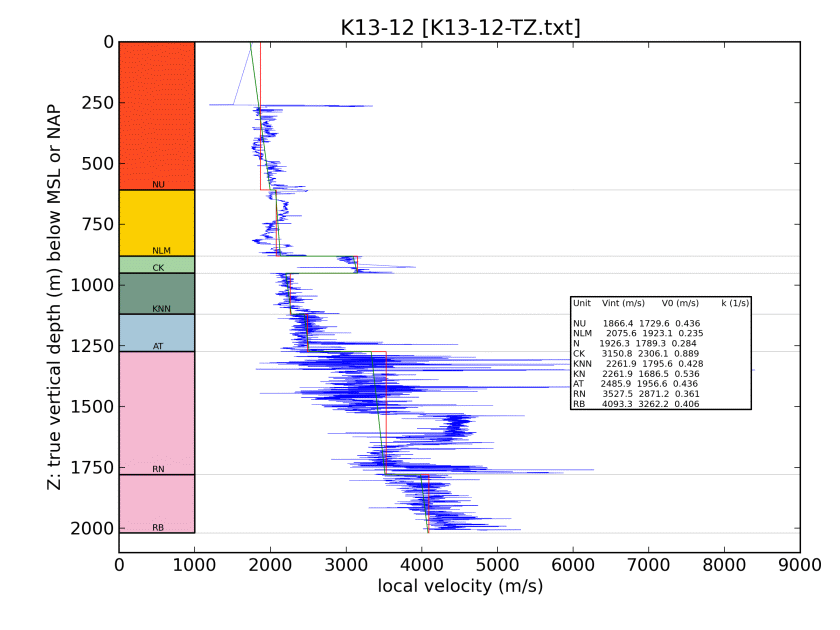 K13-12 [K13-12-TZ.txt]
0
250
500
750
1000
1250
1500
1750
2000
Z: true vertical depth (m) below MSL or NAP
NU
NLM
CK
KNN
AT
RN
RB
Unit Vint (m/s) V0 (m/s) k (1/s)
NU 1866.4 1729.6 0.436
NLM 2075.6 1923.1 0.235
N 1926.3 1789.3 0.284
CK 3150.8 2306.1 0.889
KNN 2261.9 1795.6 0.428
KN 2261.9 1686.5 0.536
AT 2485.9 1956.6 0.436
RN 3527.5 2871.2 0.361
RB 4093.3 3262.2 0.406
0 1000 2000 3000 4000 5000 6000 7000 8000 9000
local velocity (m/s)